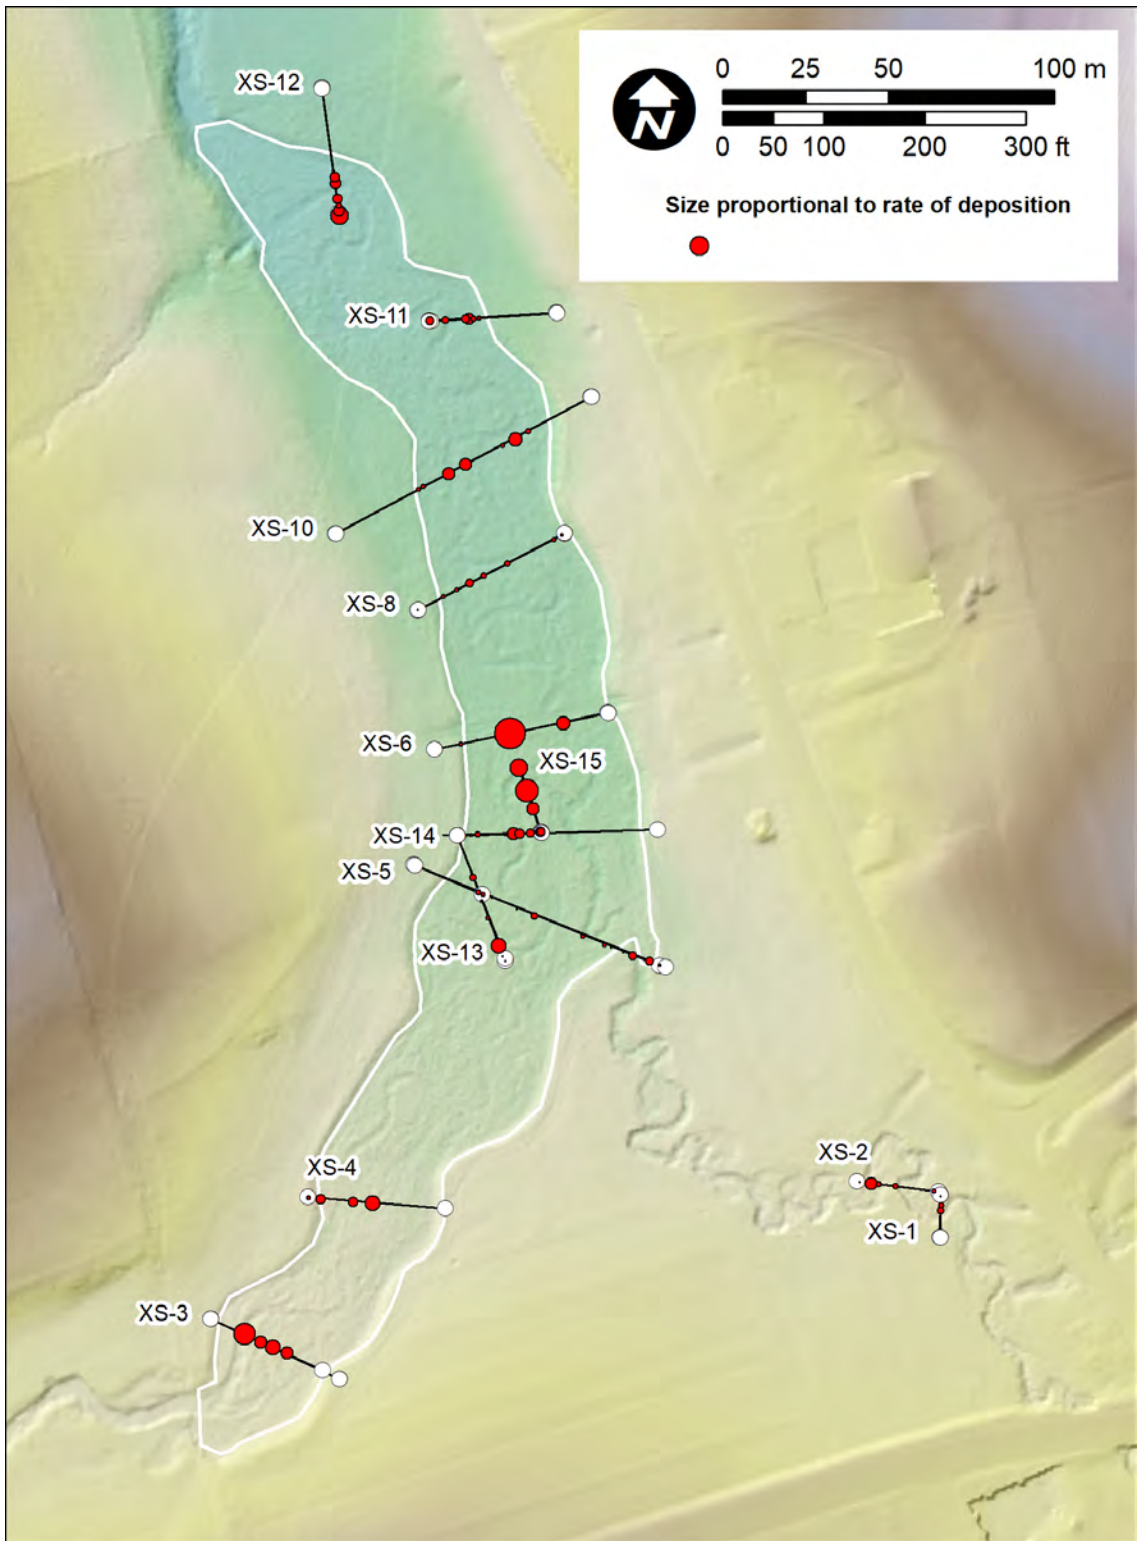 XS-12
0 25 50 100 m
N
0 50 100 200 300 ft
Size proportional to rate of deposition
XS-11
XS-10
XS-8
XS-6
XS-15
XS-14
XS-5
XS-13
XS-4
XS-2
XS-1
XS-3